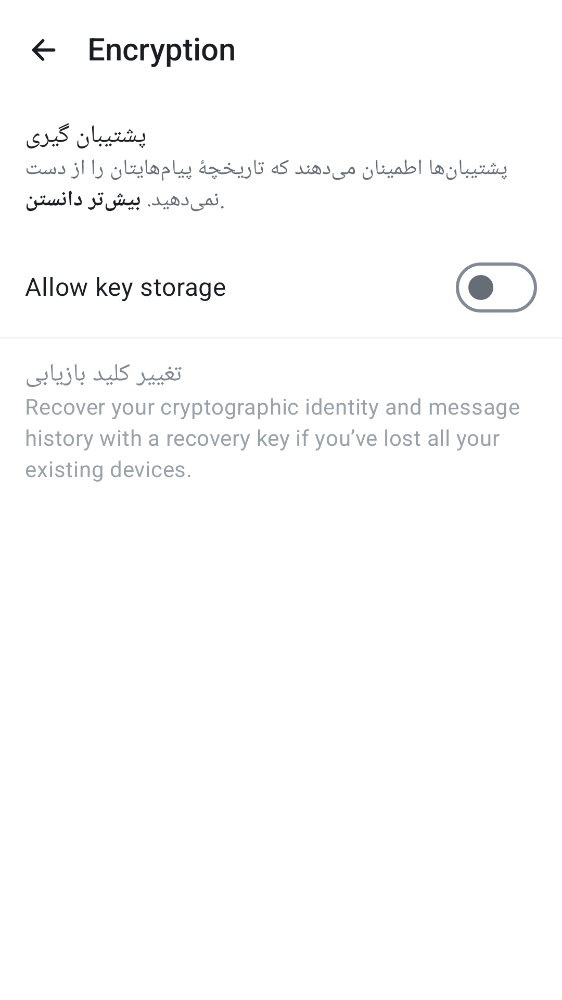 Encryption
پشتیبان گیری
پشتیبان‌ها اطمینان می‌دهند که تاریخچهٔ پیام‌هایتان را از دست
نمی‌دهید. بیش‌تر دانستن.
Allow key storage
تغییر کلید بازیابی
Recover your cryptographic identity and message
history with a recovery key if you’ve lost all your
existing devices.